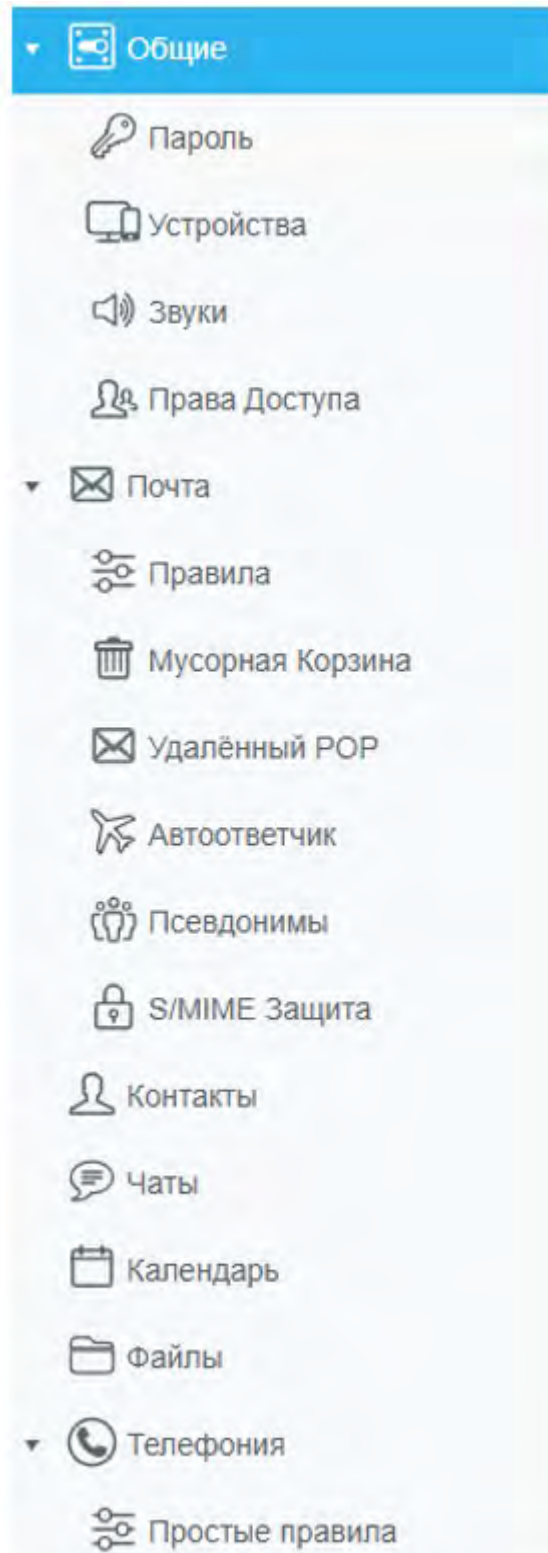 Общие
Пароль
Устройства
Звуки
Права Доступа
Почта
Правила
Мусорная Корзина
Удалённый POP
Автоответчик
Псевдонимы
S/MIME Защита
Контакты
Чаты
Календарь
Файлы
Телефония
Простые правила